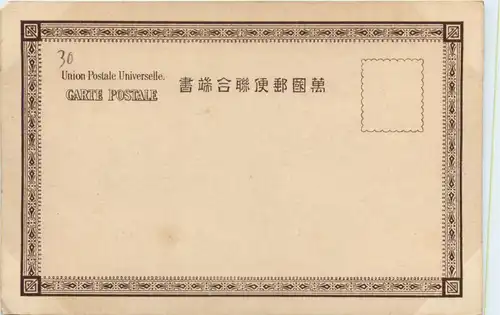 30
Union Postale Universelle.
CARTE POSTALE
書端合聯便郵國萬